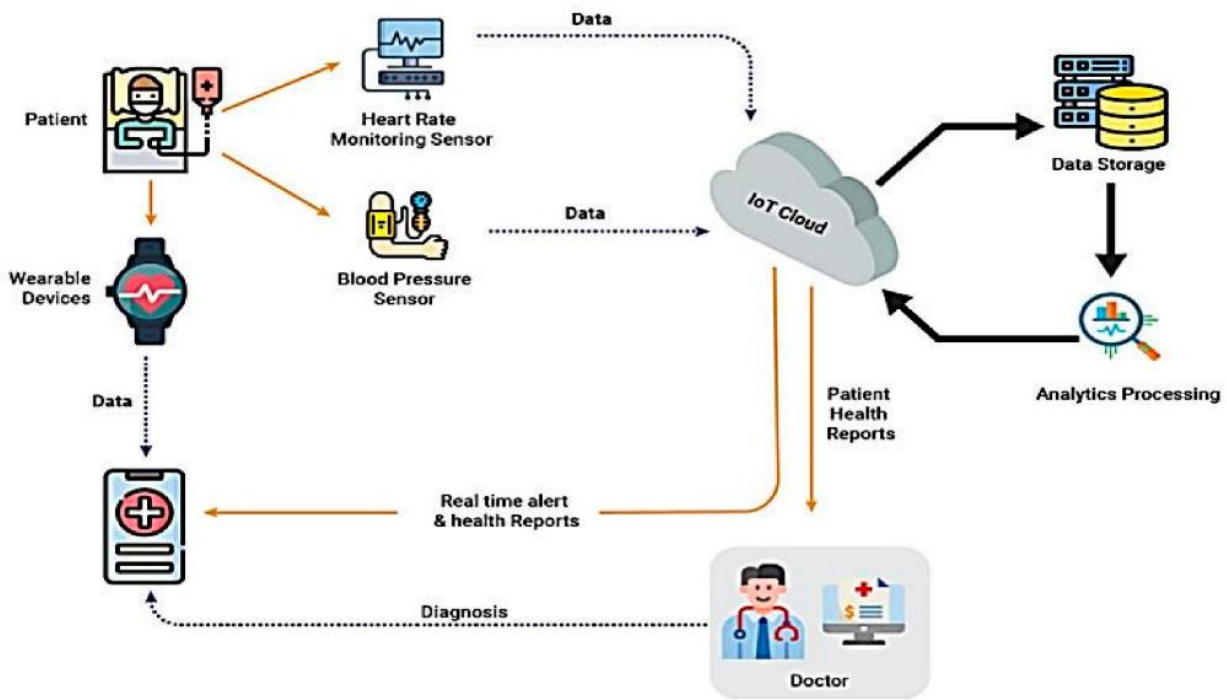 Data
Patient
Heart Rate
Monitoring Sensor
Data Storage
IoT Cloud
Data
Wearable
Devices
Blood Pressure
Sensor
Analytics Processing
Data
Patient
Health
Reports
Real time alert
& health Reports
Diagnosis
$
Doctor